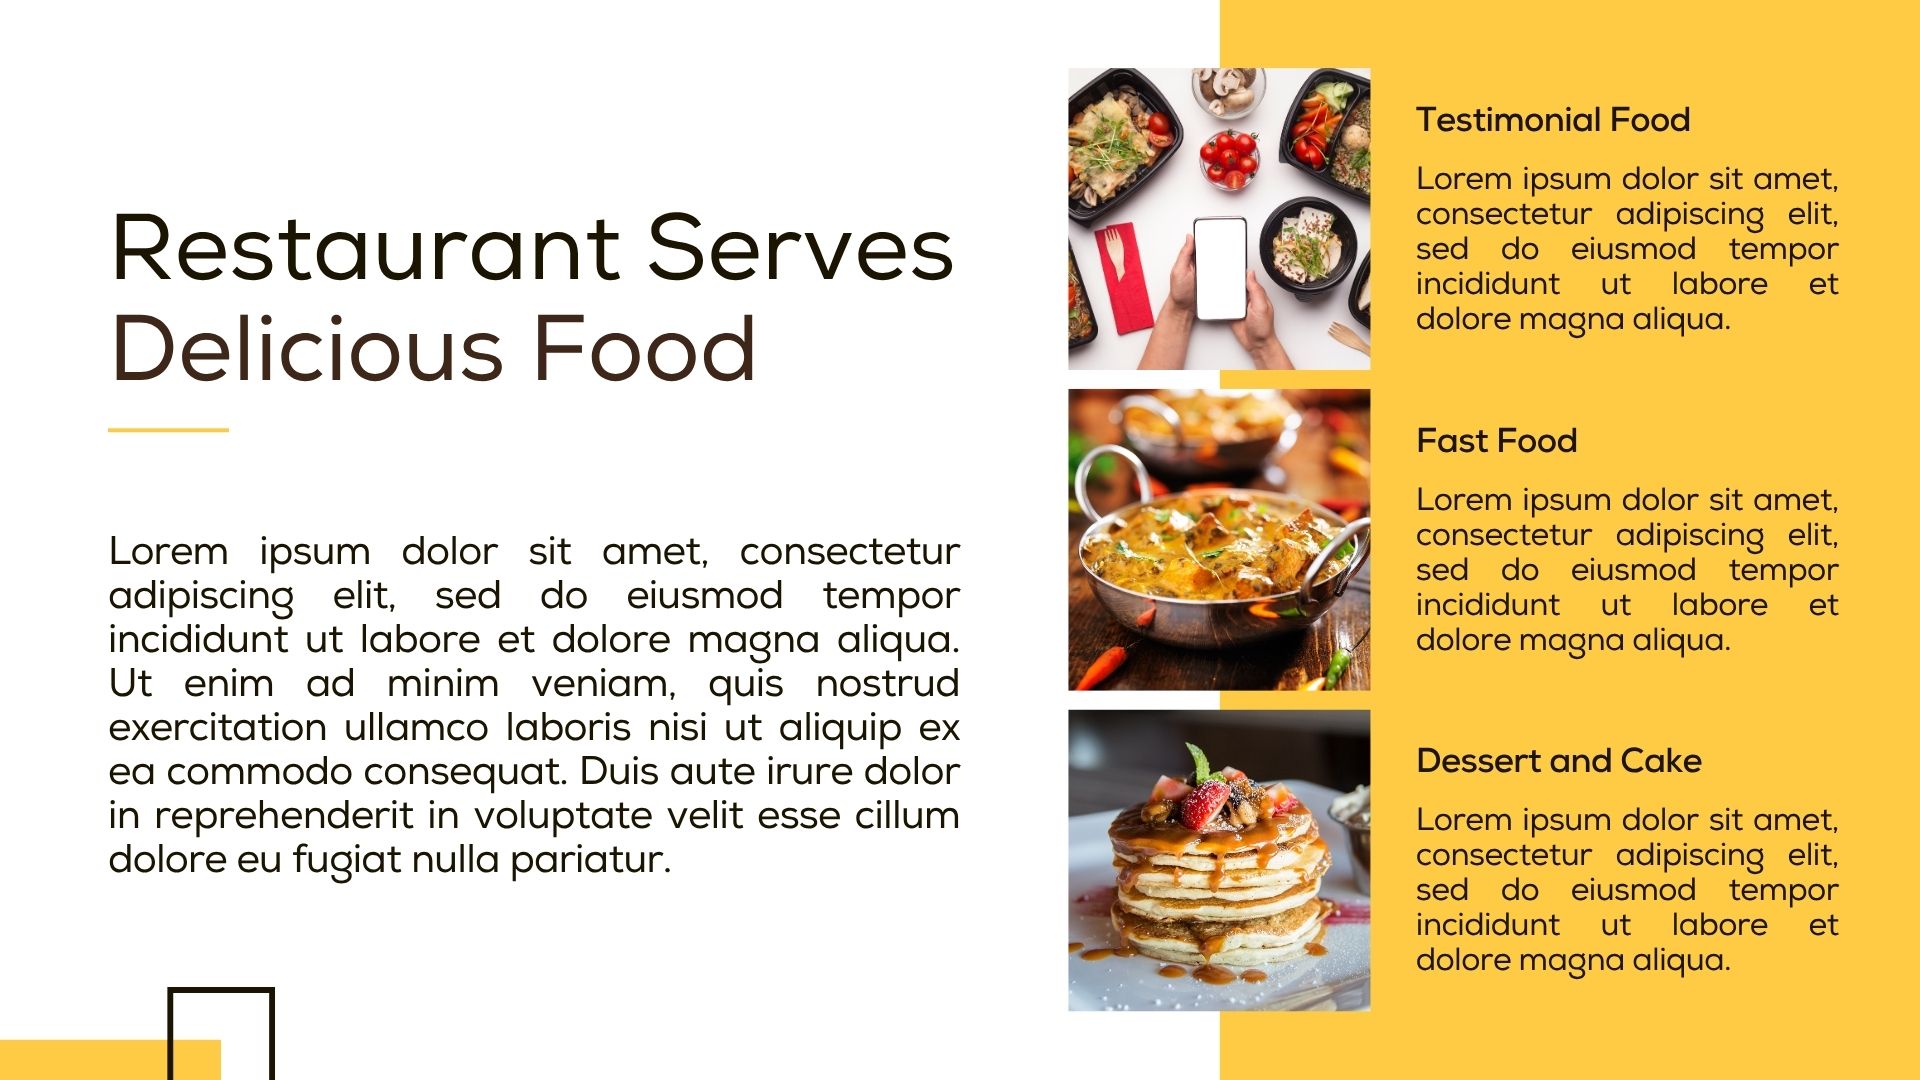 Restaurant Serves
Delicious Food
Lorem ipsum dolor sit amet, consectetur
adipiscing elit, sed do eiusmod tempor
incididunt ut labore et dolore magna aliqua.
Ut enim ad minim veniam, quis nostrud
exercitation ullamco laboris nisi ut aliquip ex
ea commodo consequat. Duis aute irure dolor
in reprehenderit in voluptate velit esse cillum
dolore eu fugiat nulla pariatur.
Testimonial Food
Lorem ipsum dolor sit amet,
consectetur adipiscing elit,
sed do eiusmod tempor
incididunt ut labore et
dolore magna aliqua.
Fast Food
Lorem ipsum dolor sit amet,
consectetur adipiscing elit,
sed do eiusmod tempor
incididunt ut labore et
dolore magna aliqua.
Dessert and Cake
Lorem ipsum dolor sit amet,
consectetur adipiscing elit,
sed do eiusmod tempor
incididunt ut labore et
dolore magna aliqua.